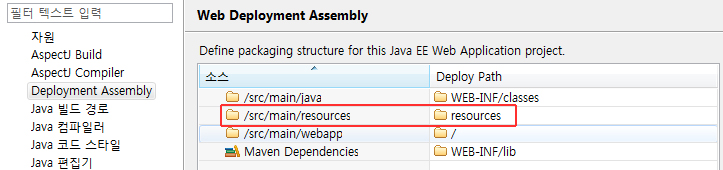 필터 텍스트 입력
자원
AspectJ Build
AspectJ Compiler
Deployment Assembly
Java 빌드 경로
Java 컴파일러
Java 코드 스타일
Java 편집기
Web Deployment Assembly
Define packaging structure for this Java EE Web Application project.
소스 Deploy Path
/src/main/java WEB-INF/classes
/src/main/resources resources
/src/main/webapp /
Maven Dependencies WEB-INF/lib